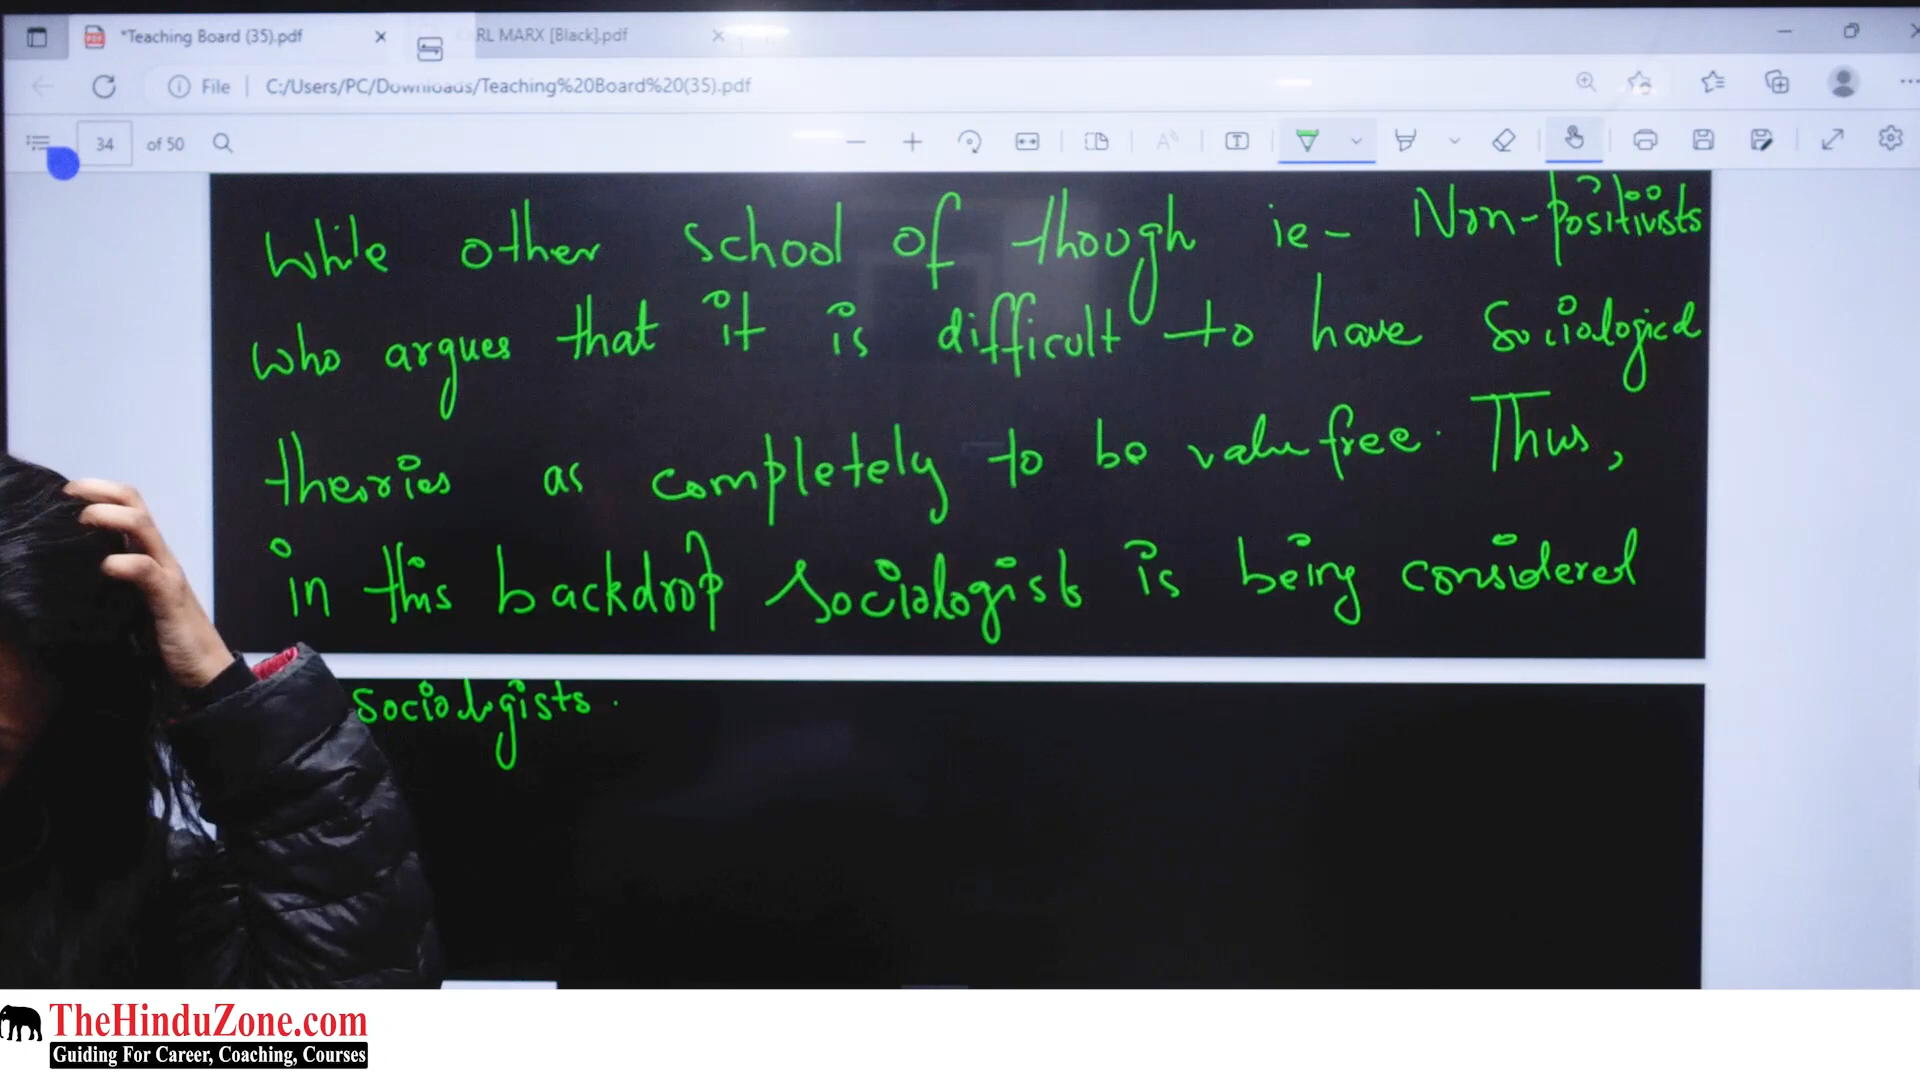 *Teaching Board (35).pdf
RL MARX [Black].pdf
File C:/Users/PC/Downloads/Teaching%20Board%20(35).pdf
34 of 50
While other school of though ie- Non-positivists
who argues that it is difficult to have sociological
theories as completely to be value free. Thus,
in this backdrop sociologists is being considered
sociologists.
TheHinduZone.com
Guiding For Career, Coaching, Courses